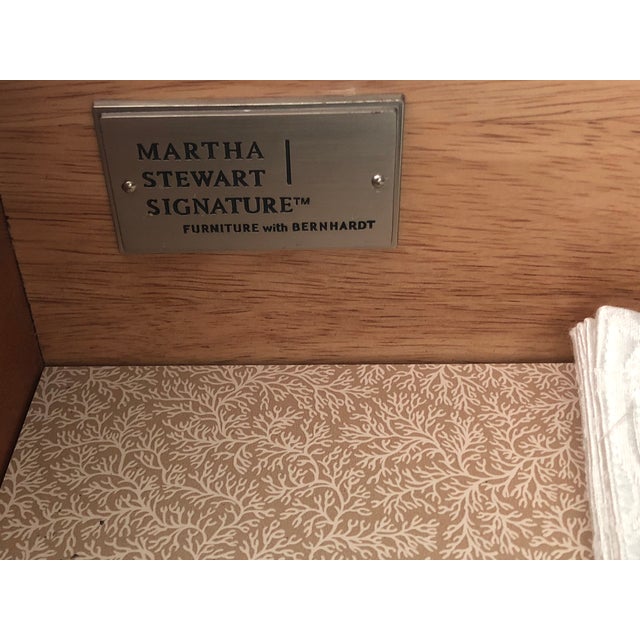 MARTHA
STEWART
SIGNATURE™
FURNITURE with BERNHARDT